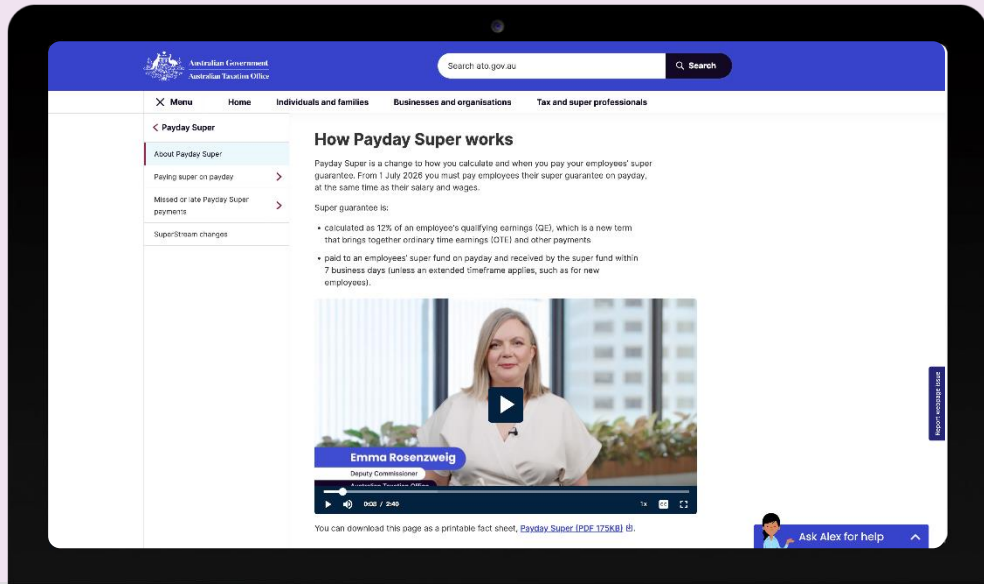 Australian Government
Australian Taxation Office
Search ato.gov.au
Search
Menu
Home
Individuals and families
Businesses and organisations
Tax and super professionals
Payday Super
About Payday Super
Paying super on payday
Missed or late Payday Super
payments
SuperStream changes
How Payday Super works
Payday Super is a change to how you calculate and when you pay your employees' super
guarantee. From 1 July 2026 you must pay employees their super guarantee on payday,
at the same time as their salary and wages.
Super guarantee is:
• calculated as 12% of an employee's qualifying earnings (QE), which is a new term
that brings together ordinary time earnings (OTE) and other payments
• paid to an employees' super fund on payday and received by the super fund within
7 business days (unless an extended timeframe applies, such as for new
employees).
Emma Rosenzweig
Deputy Commissioner
Australian Taxation Office
0:08 / 2:46
1x
CC
You can download this page as a printable fact sheet, Payday Super (PDF 175KB).
Report webpage issue
Ask Alex for help